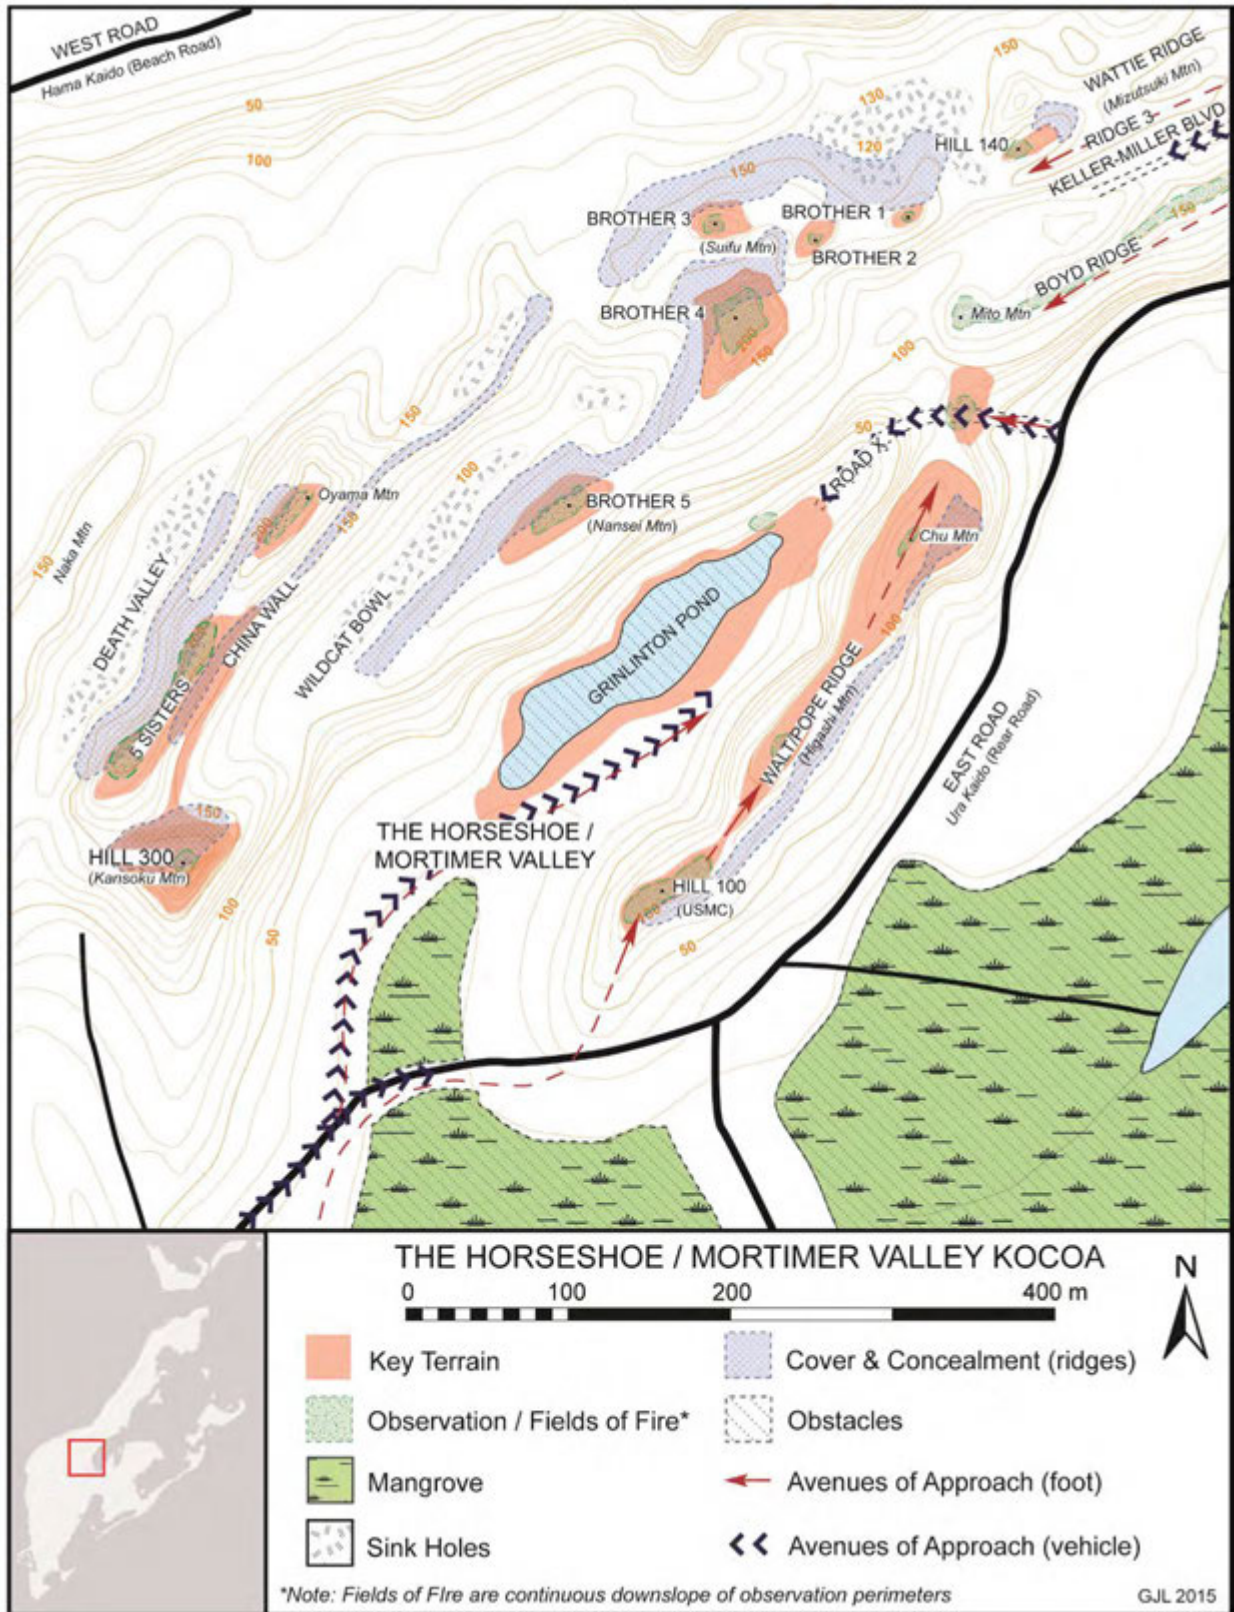 WEST ROAD
Hama Kaido (Beach Road)
50
100
150
WATTIE RIDGE
(Mizutsuki Mtn)
RIDGE 3
KELLER-MILLER BLVD
130
120
HILL 140
150
BROTHER 3
(Suifu Mtn)
BROTHER 1
BROTHER 2
150
BOYD RIDGE
Mito Mtn
BROTHER 4
200
150
100
150
50
ROAD X
100
Oyama Mtn
200
150
BROTHER 5
(Nansei Mtn)
Chu Mtn
150
Naka Mtn
DEATH VALLEY
CHINA WALL
WILDCAT BOWL
5 SISTERS
GRINLINTON POND
100
WALT/POPE RIDGE
(Higashi Mtn)
EAST ROAD
Ura Kaido (Rear Road)
150
HILL 300
(Kansoku Mtn)
100
50
THE HORSESHOE /
MORTIMER VALLEY
HILL 100
(USMC)
100
50
THE HORSESHOE / MORTIMER VALLEY KOCOA
0 100 200 400 m
N
Key Terrain
Cover & Concealment (ridges)
Observation / Fields of Fire*
Obstacles
Mangrove
Avenues of Approach (foot)
Sink Holes
Avenues of Approach (vehicle)
*Note: Fields of FIre are continuous downslope of observation perimeters
GJL 2015